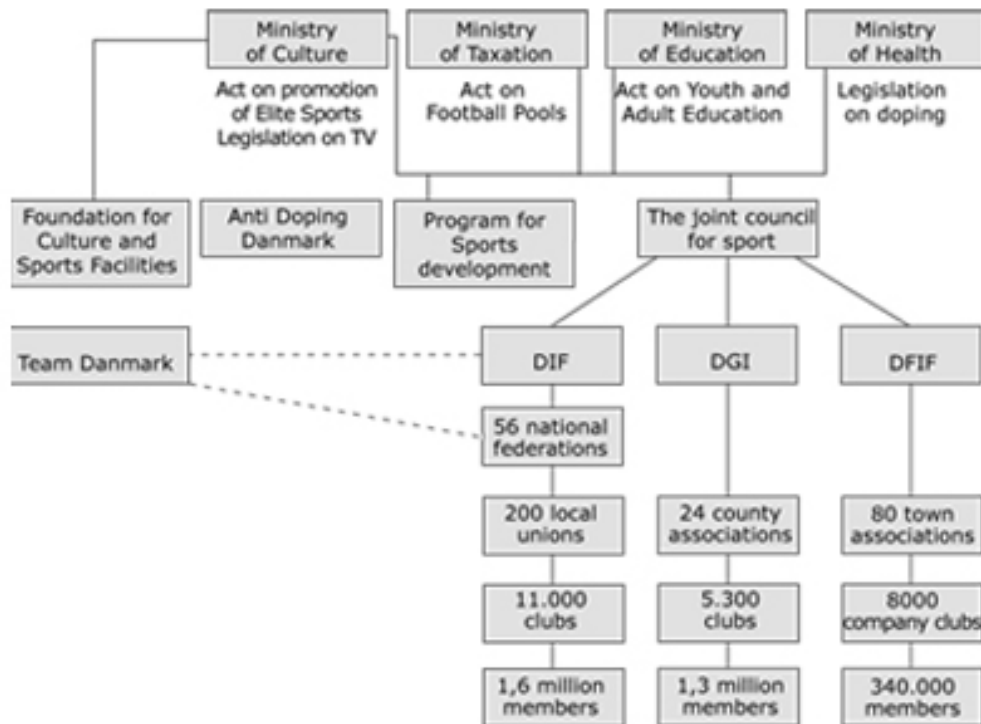 Ministry
of Culture
Ministry
of Taxation
Ministry
of Education
Ministry
of Health
Act on promotion
of Elite Sports
Legislation on TV
Act on
Football Pools
Act on Youth and
Adult Education
Legislation
on doping
Foundation for
Culture and
Sports Facilities
Anti Doping
Danmark
Program for
Sports
development
The joint council
for sport
Team Danmark
DIF
DGI
DFIF
56 national
federations
200 local
unions
24 county
associations
80 town
associations
11.000
clubs
5.300
clubs
8000
company clubs
1,6 million
members
1,3 million
members
340.000
members